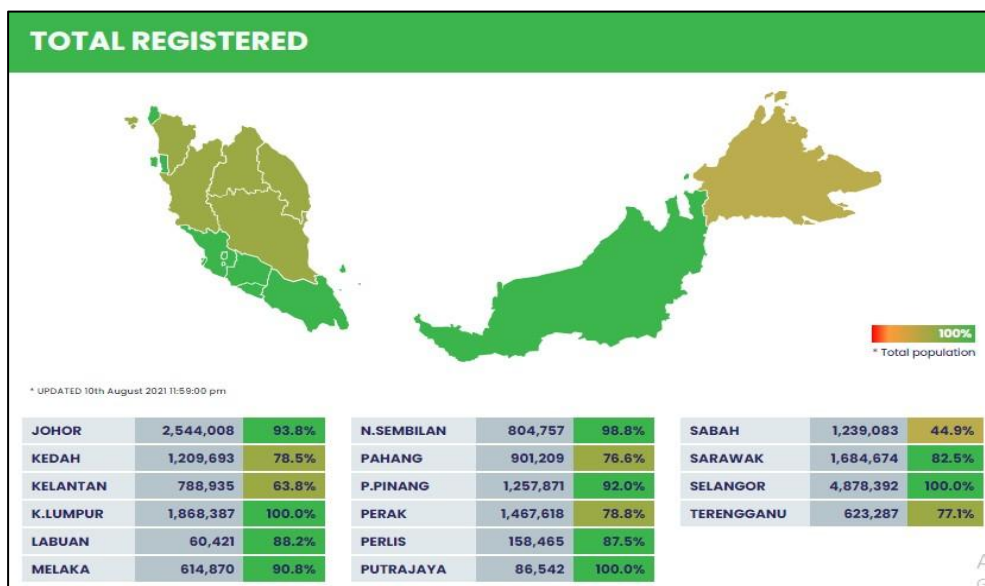 TOTAL REGISTERED
100%
* Total population
* UPDATED 10th August 2021 11:59:00 pm
JOHOR 2,544,008 93.8%
KEDAH 1,209,693 78.5%
KELANTAN 788,935 63.8%
K.LUMPUR 1,868,387 100.0%
LABUAN 60,421 88.2%
MELAKA 614,870 90.8%
N.SEMBILAN 804,757 98.8%
PAHANG 901,209 76.6%
P.PINANG 1,257,871 92.0%
PERAK 1,467,618 78.8%
PERLIS 158,465 87.5%
PUTRAJAYA 86,542 100.0%
SABAH 1,239,083 44.9%
SARAWAK 1,684,674 82.5%
SELANGOR 4,878,392 100.0%
TERENGGANU 623,287 77.1%